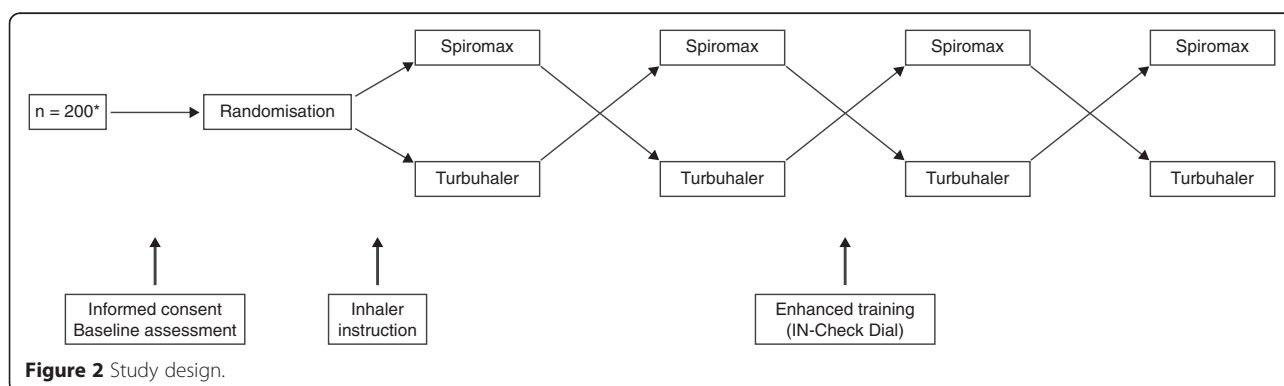 Spiromax
Spiromax
Spiromax
Spiromax
n = 200*
Randomisation
Turbuhaler
Turbuhaler
Turbuhaler
Turbuhaler
Informed consent
Baseline assessment
Inhaler
instruction
Enhanced training
(IN-Check Dial)
Figure 2 Study design.